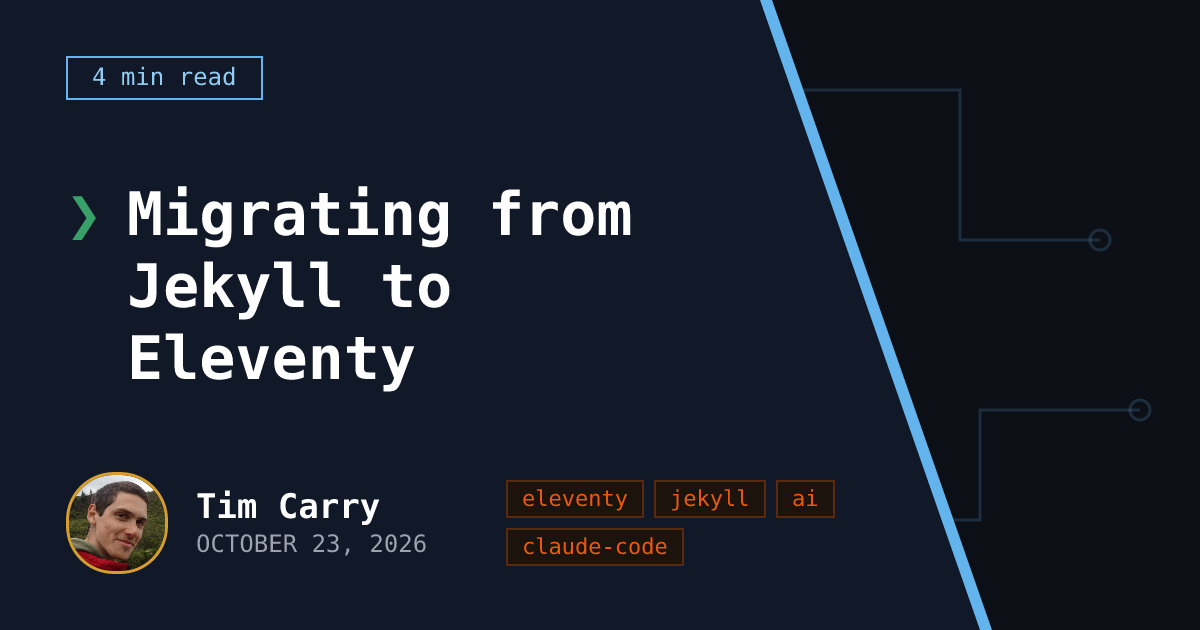 4 min read
❯ Migrating from
Jekyll to
Eleventy
Tim Carry
OCTOBER 23, 2026
eleventy jekyll ai
claude-code